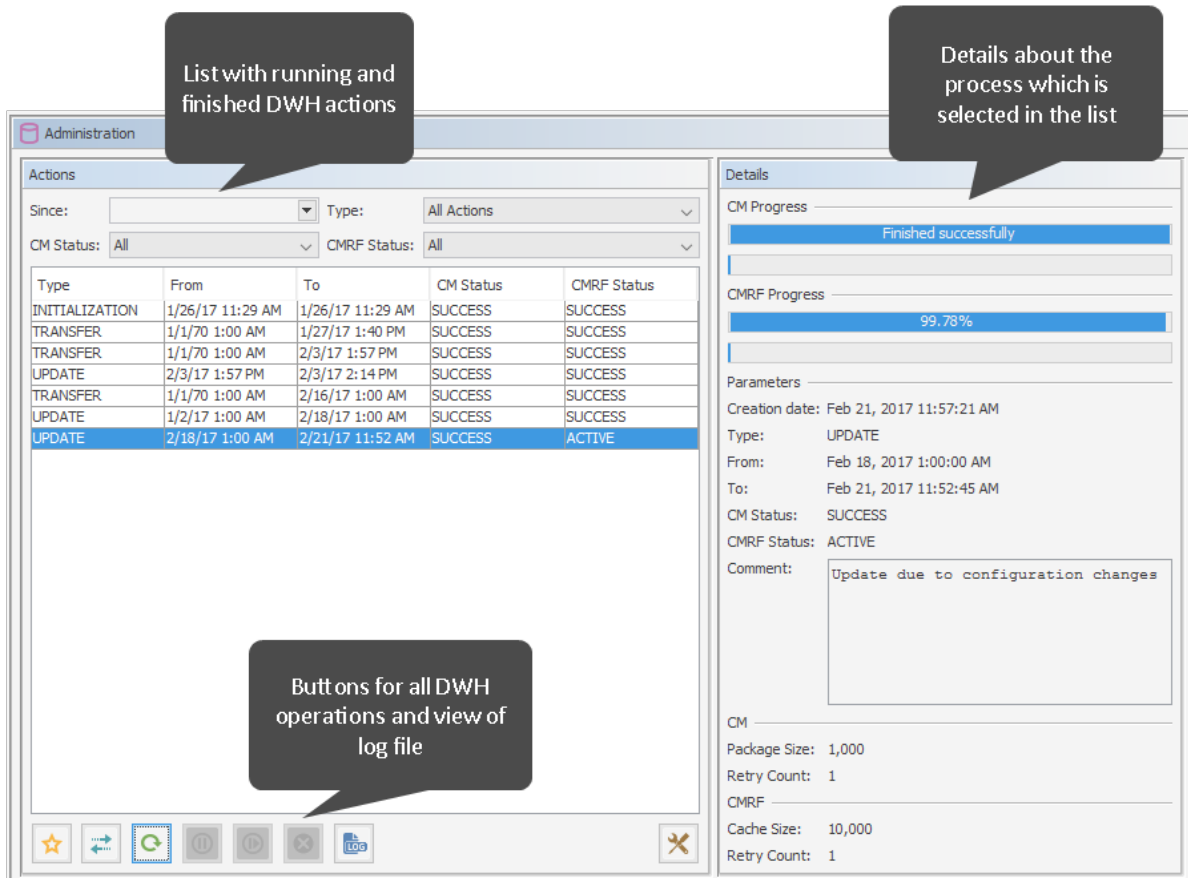 List with running and
finished DWH actions
Details about the
process which is
selected in the list
Administration
Actions
Since: Type: All Actions
CM Status: All CMRF Status: All
Type From To CM Status CMRF Status
INITIALIZATION 1/26/17 11:29 AM 1/26/17 11:29 AM SUCCESS SUCCESS
TRANSFER 1/1/70 1:00 AM 1/27/17 1:40 PM SUCCESS SUCCESS
TRANSFER 1/1/70 1:00 AM 2/3/17 1:57 PM SUCCESS SUCCESS
UPDATE 2/3/17 1:57 PM 2/3/17 2:14 PM SUCCESS SUCCESS
TRANSFER 1/1/70 1:00 AM 2/16/17 1:00 AM SUCCESS SUCCESS
UPDATE 1/2/17 1:00 AM 2/18/17 1:00 AM SUCCESS SUCCESS
UPDATE 2/18/17 1:00 AM 2/21/17 11:52 AM SUCCESS ACTIVE
Buttons for all DWH
operations and view of
log file
LOG
Details
CM Progress
Finished successfully
CMRF Progress
99.78%
Parameters
Creation date: Feb 21, 2017 11:57:21 AM
Type: UPDATE
From: Feb 18, 2017 1:00:00 AM
To: Feb 21, 2017 11:52:45 AM
CM Status: SUCCESS
CMRF Status: ACTIVE
Comment: Update due to configuration changes
CM
Package Size: 1,000
Retry Count: 1
CMRF
Cache Size: 10,000
Retry Count: 1